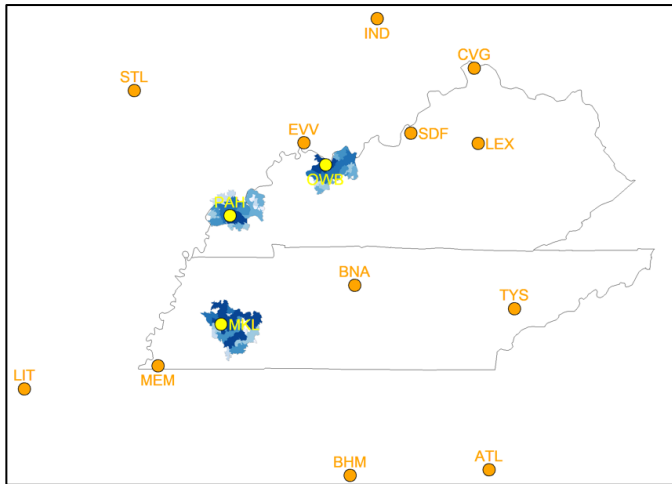 IND
CVG
STL
EVV
SDF
LEX
OWB
PAH
BNA
TYS
MKL
MEM
LIT
ATL
BHM